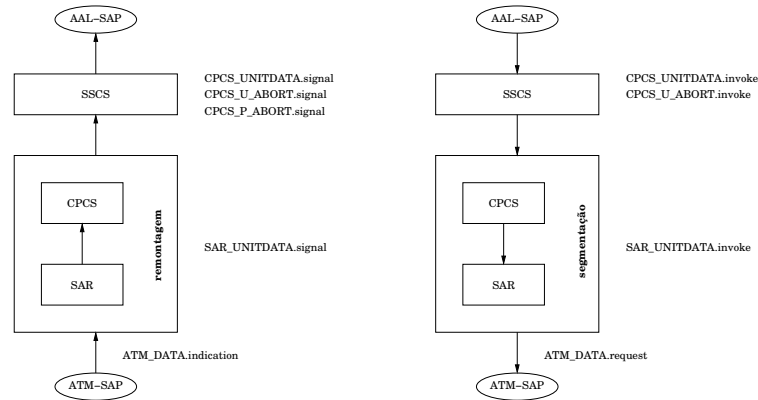 AAL-SAP
SSCS
CPCS_UNITDATA.signal
CPCS_U_ABORT.signal
CPCS_P_ABORT.signal
CPCS
SAR
remontagem
SAR_UNITDATA.signal
ATM_DATA.indication
ATM-SAP
AAL-SAP
SSCS
CPCS_UNITDATA.invoke
CPCS_U_ABORT.invoke
CPCS
SAR
segmentação
SAR_UNITDATA.invoke
ATM_DATA.request
ATM-SAP